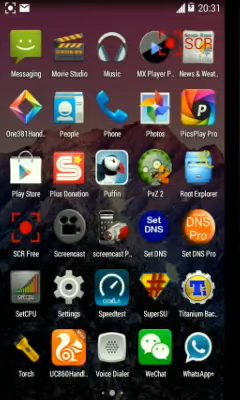 20:31
Messaging
Movie Studio
Music
MX Player P..
SCR
News & Weat..
One381Hand..
People
Phone
Photos
PicsPlay Pro
Play Store
Plus Donation
Puffin
PvZ 2
Root Explorer
Set DNS
DNS Pro
SCR Free
Screencast
screencast P..
Set DNS
Set DNS Pro
setcpu
SetCPU
Settings
Speedtest
SuperSU
Titanium Bac..
Torch
UC860Handl..
Voice Dialer
WeChat
WhatsApp+